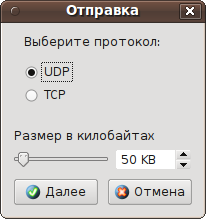 Отправка
Выберите протокол:
UDP
TCP
Размер в килобайтах
50 KB
Далее Отмена